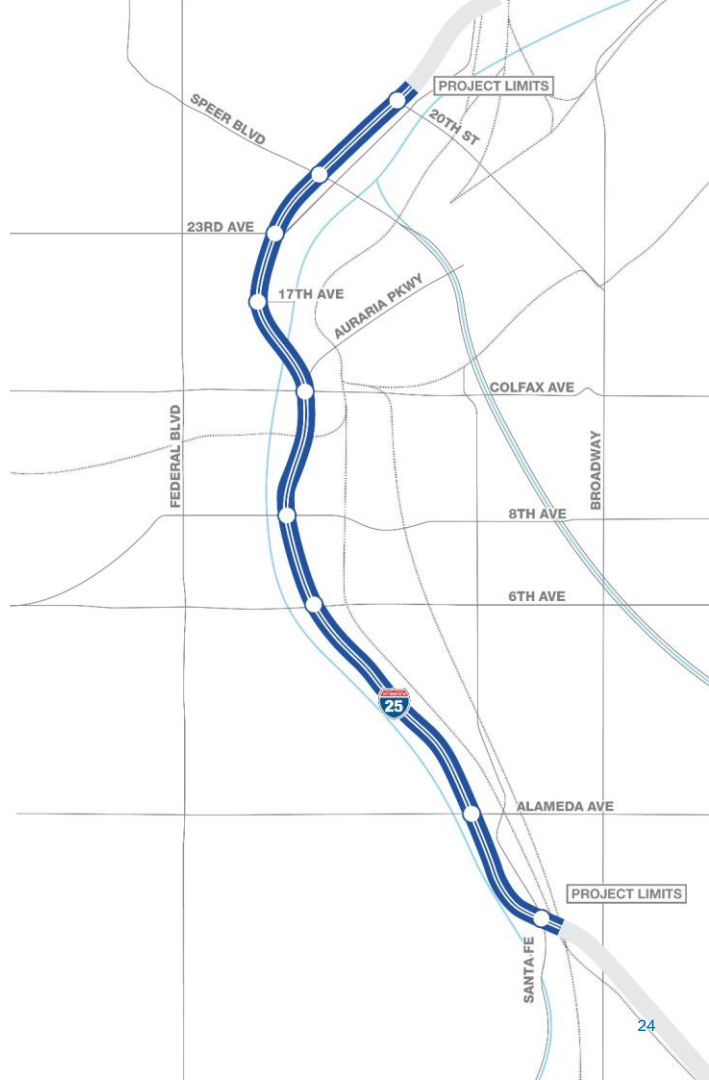 PROJECT LIMITS
SPEER BLVD
20TH ST
23RD AVE
17TH AVE
AURARIA PKWY
COLFAX AVE
FEDERAL BLVD
BROADWAY
8TH AVE
6TH AVE
25
ALAMEDA AVE
PROJECT LIMITS
SANTA FE
24